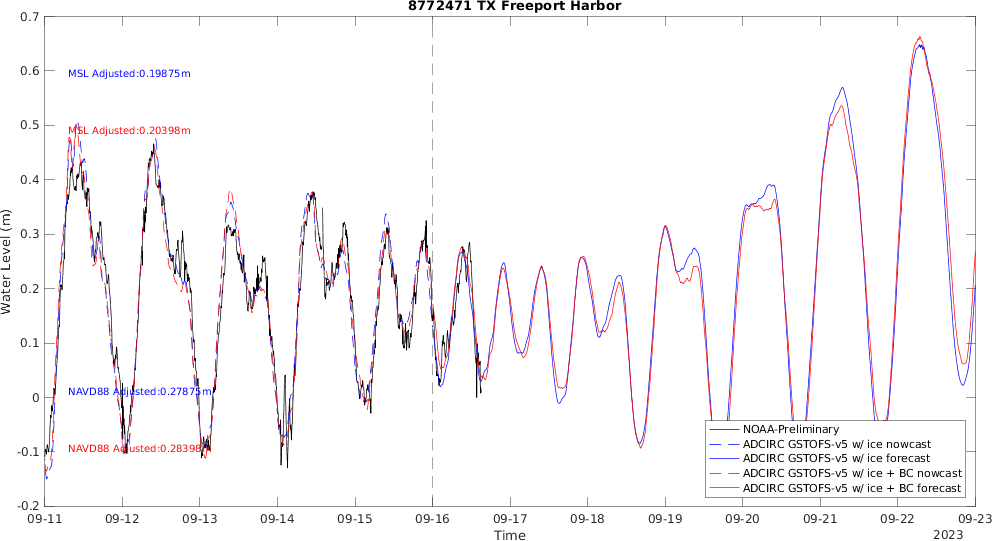 8772471 TX Freeport Harbor
0.7
0.6
0.5
0.4
0.3
0.2
0.1
0
-0.1
-0.2
Water Level (m)
MSL Adjusted:0.19875m
MSL Adjusted:0.20398m
NAVD88 Adjusted:0.27875m
NAVD88 Adjusted:0.28398m
NOAA-Preliminary
ADCIRC GSTOFS-v5 w/ ice nowcast
ADCIRC GSTOFS-v5 w/ ice forecast
ADCIRC GSTOFS-v5 w/ ice + BC nowcast
ADCIRC GSTOFS-v5 w/ ice + BC forecast
09-11 09-12 09-13 09-14 09-15 09-16 09-17 09-18 09-19 09-20 09-21 09-22 09-23
Time
2023